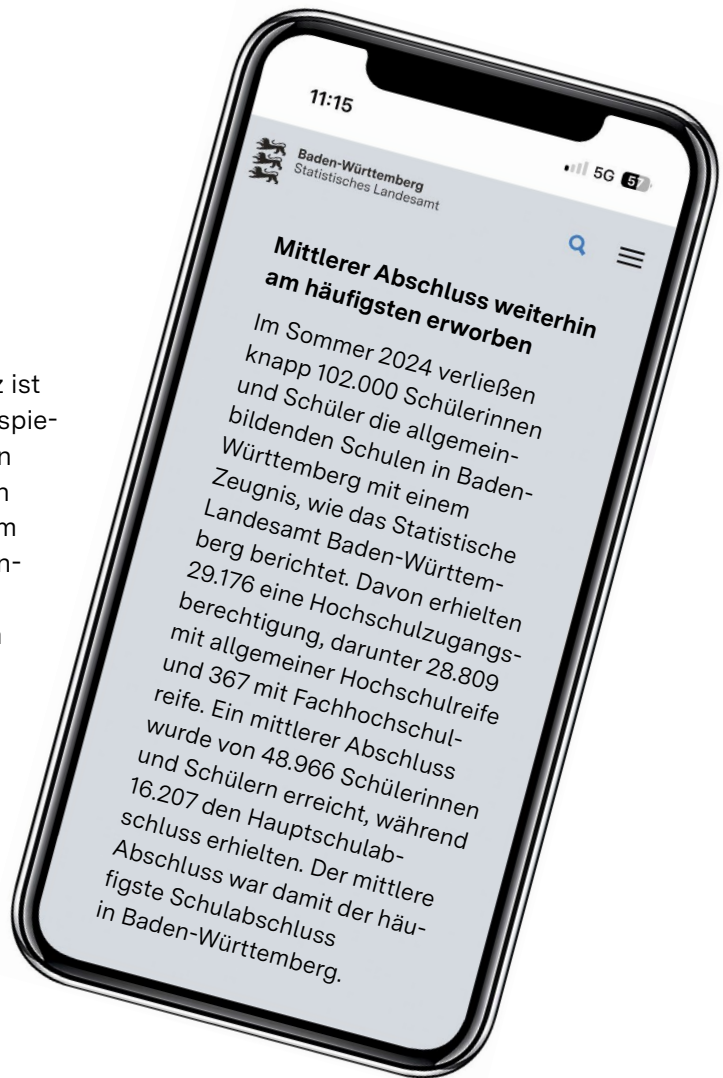 z ist
spie-
n
n
m
n-
n
11:15
5G 57
Baden-Württemberg
Statistisches Landesamt
Mittlerer Abschluss weiterhin
am häufigsten erworben
Im Sommer 2024 verließen
knapp 102.000 Schülerinnen
und Schüler die allgemein-
bildenden Schulen in Baden-
Württemberg mit einem
Zeugnis, wie das Statistische
Landesamt Baden-Württem-
berg berichtet. Davon erhielten
29.176 eine Hochschulzugangs-
berechtigung, darunter 28.809
mit allgemeiner Hochschulreife
und 367 mit Fachhochschul-
reife. Ein mittlerer Abschluss
wurde von 48.966 Schülerinnen
und Schülern erreicht, während
16.207 den Hauptschulab-
schluss erhielten. Der mittlere
Abschluss war damit der häu-
figste Schulabschluss
in Baden-Württemberg.